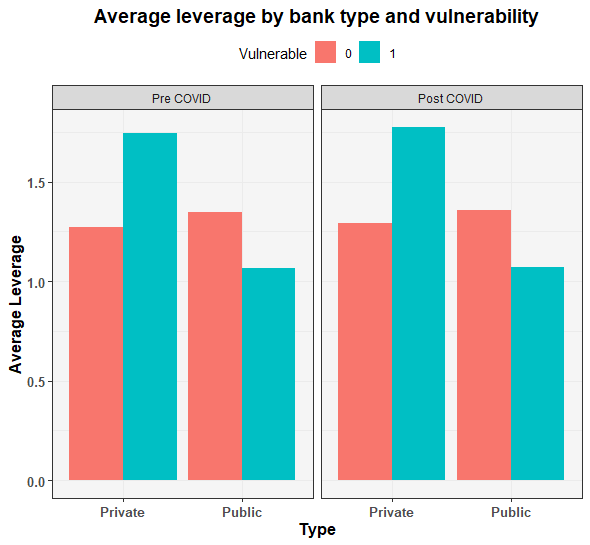 Average leverage by bank type and vulnerability
Vulnerable 0 1
Pre COVID Post COVID
Average Leverage
1.5
1.0
0.5
0.0
Private Public Private Public
Type